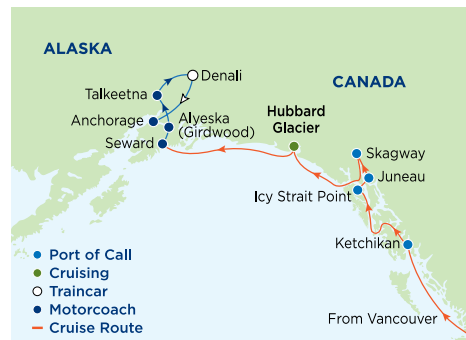 ALASKA
Denali
CANADA
Talkeetna
Anchorage
Alyeska
(Girdwood)
Hubbard
Glacier
Seward
Skagway
Juneau
Icy Strait Point
Ketchikan
Port of Call
Cruising
Traincar
Motorcoach
Cruise Route
From Vancouver